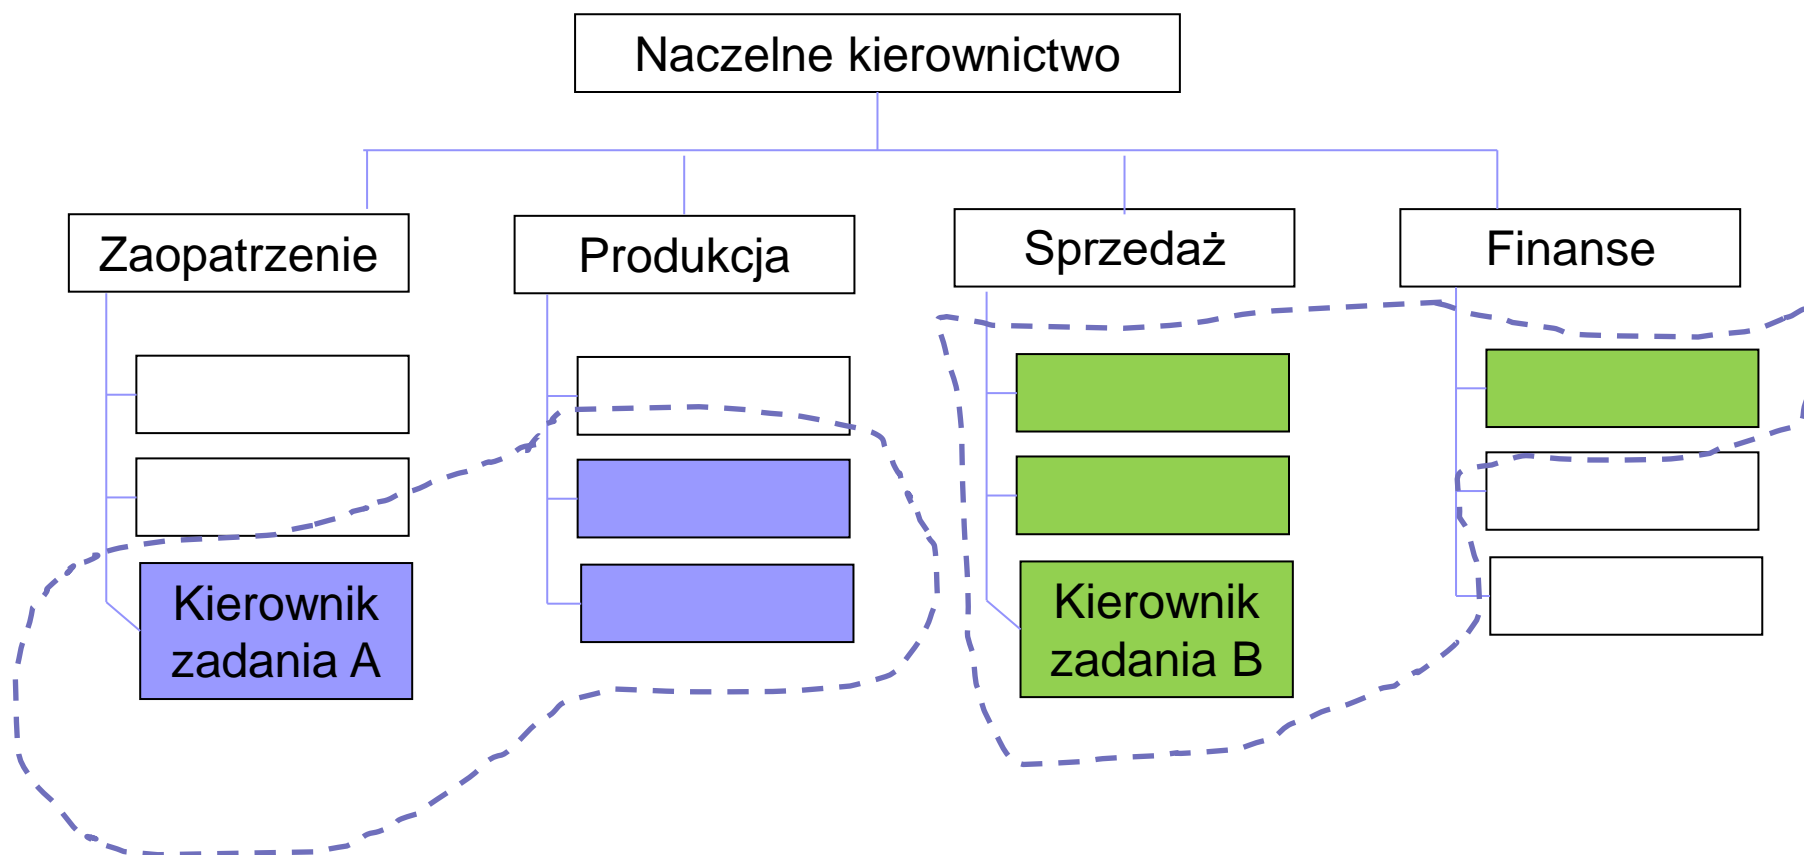 Naczelne kierownictwo
Zaopatrzenie
Produkcja
Sprzedaż
Finanse
Kierownik
zadania A
Kierownik
zadania B